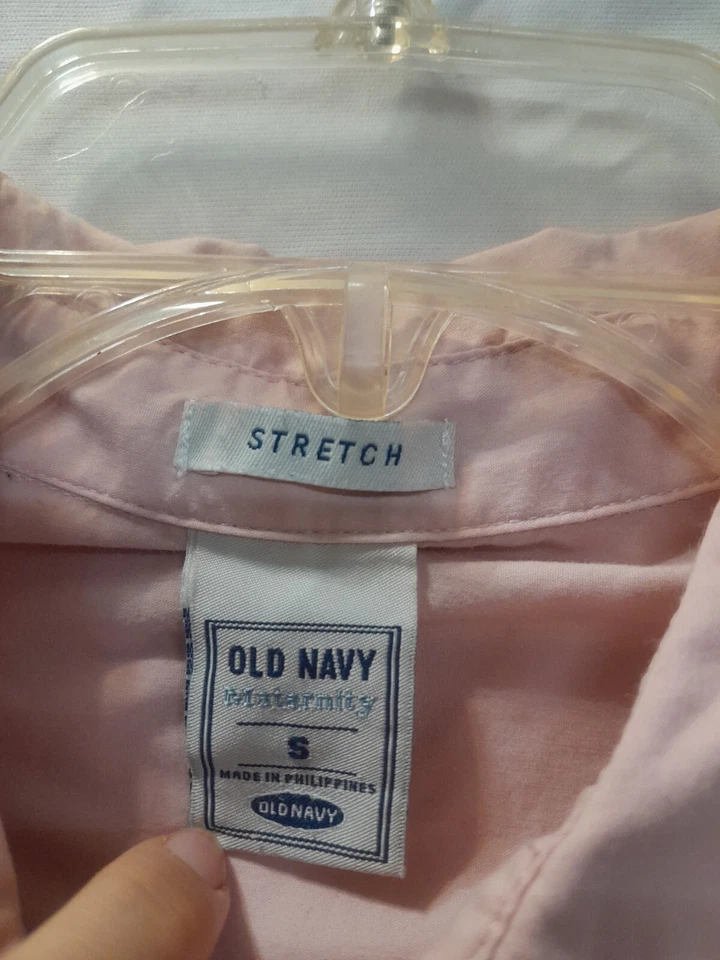 STRETCH
OLD NAVY
Maternity
S
MADE IN PHILIPPINES
OLD NAVY